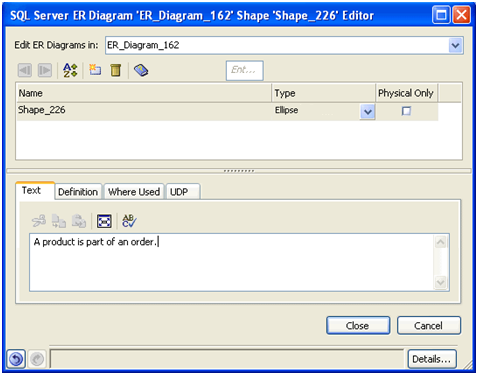 SQL Server ER Diagram 'ER_Diagram_162' Shape 'Shape_226' Editor
Edit ER Diagrams in: ER_Diagram_162
Ent...
Name Type Physical Only
Shape_226 Ellipse
Text Definition Where Used UDP
A product is part of an order.
Close Cancel
Details...